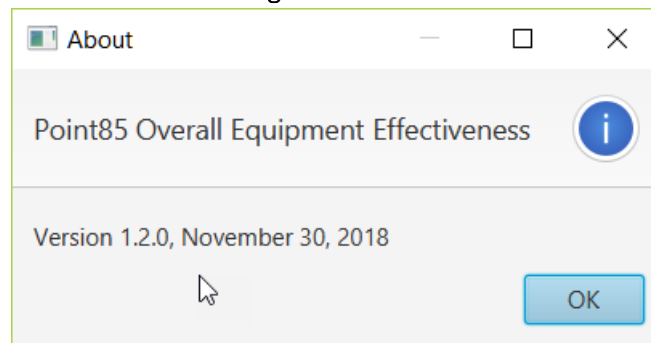 About
Point85 Overall Equipment Effectiveness
Version 1.2.0, November 30, 2018
OK